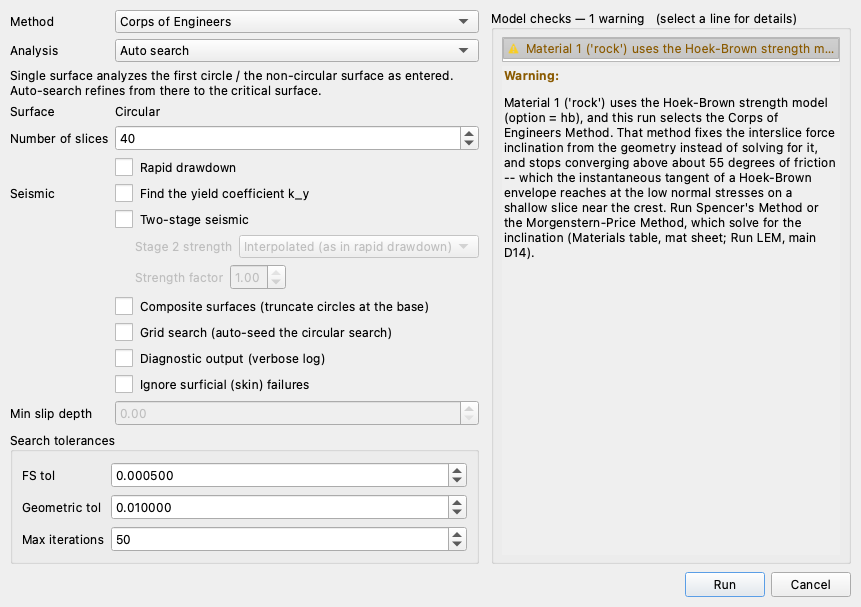 Method Corps of Engineers
Analysis Auto search
Single surface analyzes the first circle / the non-circular surface as entered.
Auto-search refines from there to the critical surface.
Surface Circular
Number of slices 40
Rapid drawdown
Seismic Find the yield coefficient k_y
Two-stage seismic
Stage 2 strength Interpolated (as in rapid drawdown)
Strength factor 1.00
Composite surfaces (truncate circles at the base)
Grid search (auto-seed the circular search)
Diagnostic output (verbose log)
Ignore surficial (skin) failures
Min slip depth 0.00
Search tolerances
FS tol 0.000500
Geometric tol 0.010000
Max iterations 50
Model checks — 1 warning (select a line for details)
Material 1 ('rock') uses the Hoek-Brown strength m...
Warning:
Material 1 ('rock') uses the Hoek-Brown strength model
(option = hb), and this run selects the Corps of
Engineers Method. That method fixes the interslice force
inclination from the geometry instead of solving for it,
and stops converging above about 55 degrees of friction
-- which the instantaneous tangent of a Hoek-Brown
envelope reaches at the low normal stresses on a
shallow slice near the crest. Run Spencer's Method or
the Morgenstern-Price Method, which solve for the
inclination (Materials table, mat sheet; Run LEM, main
D14).
Run Cancel